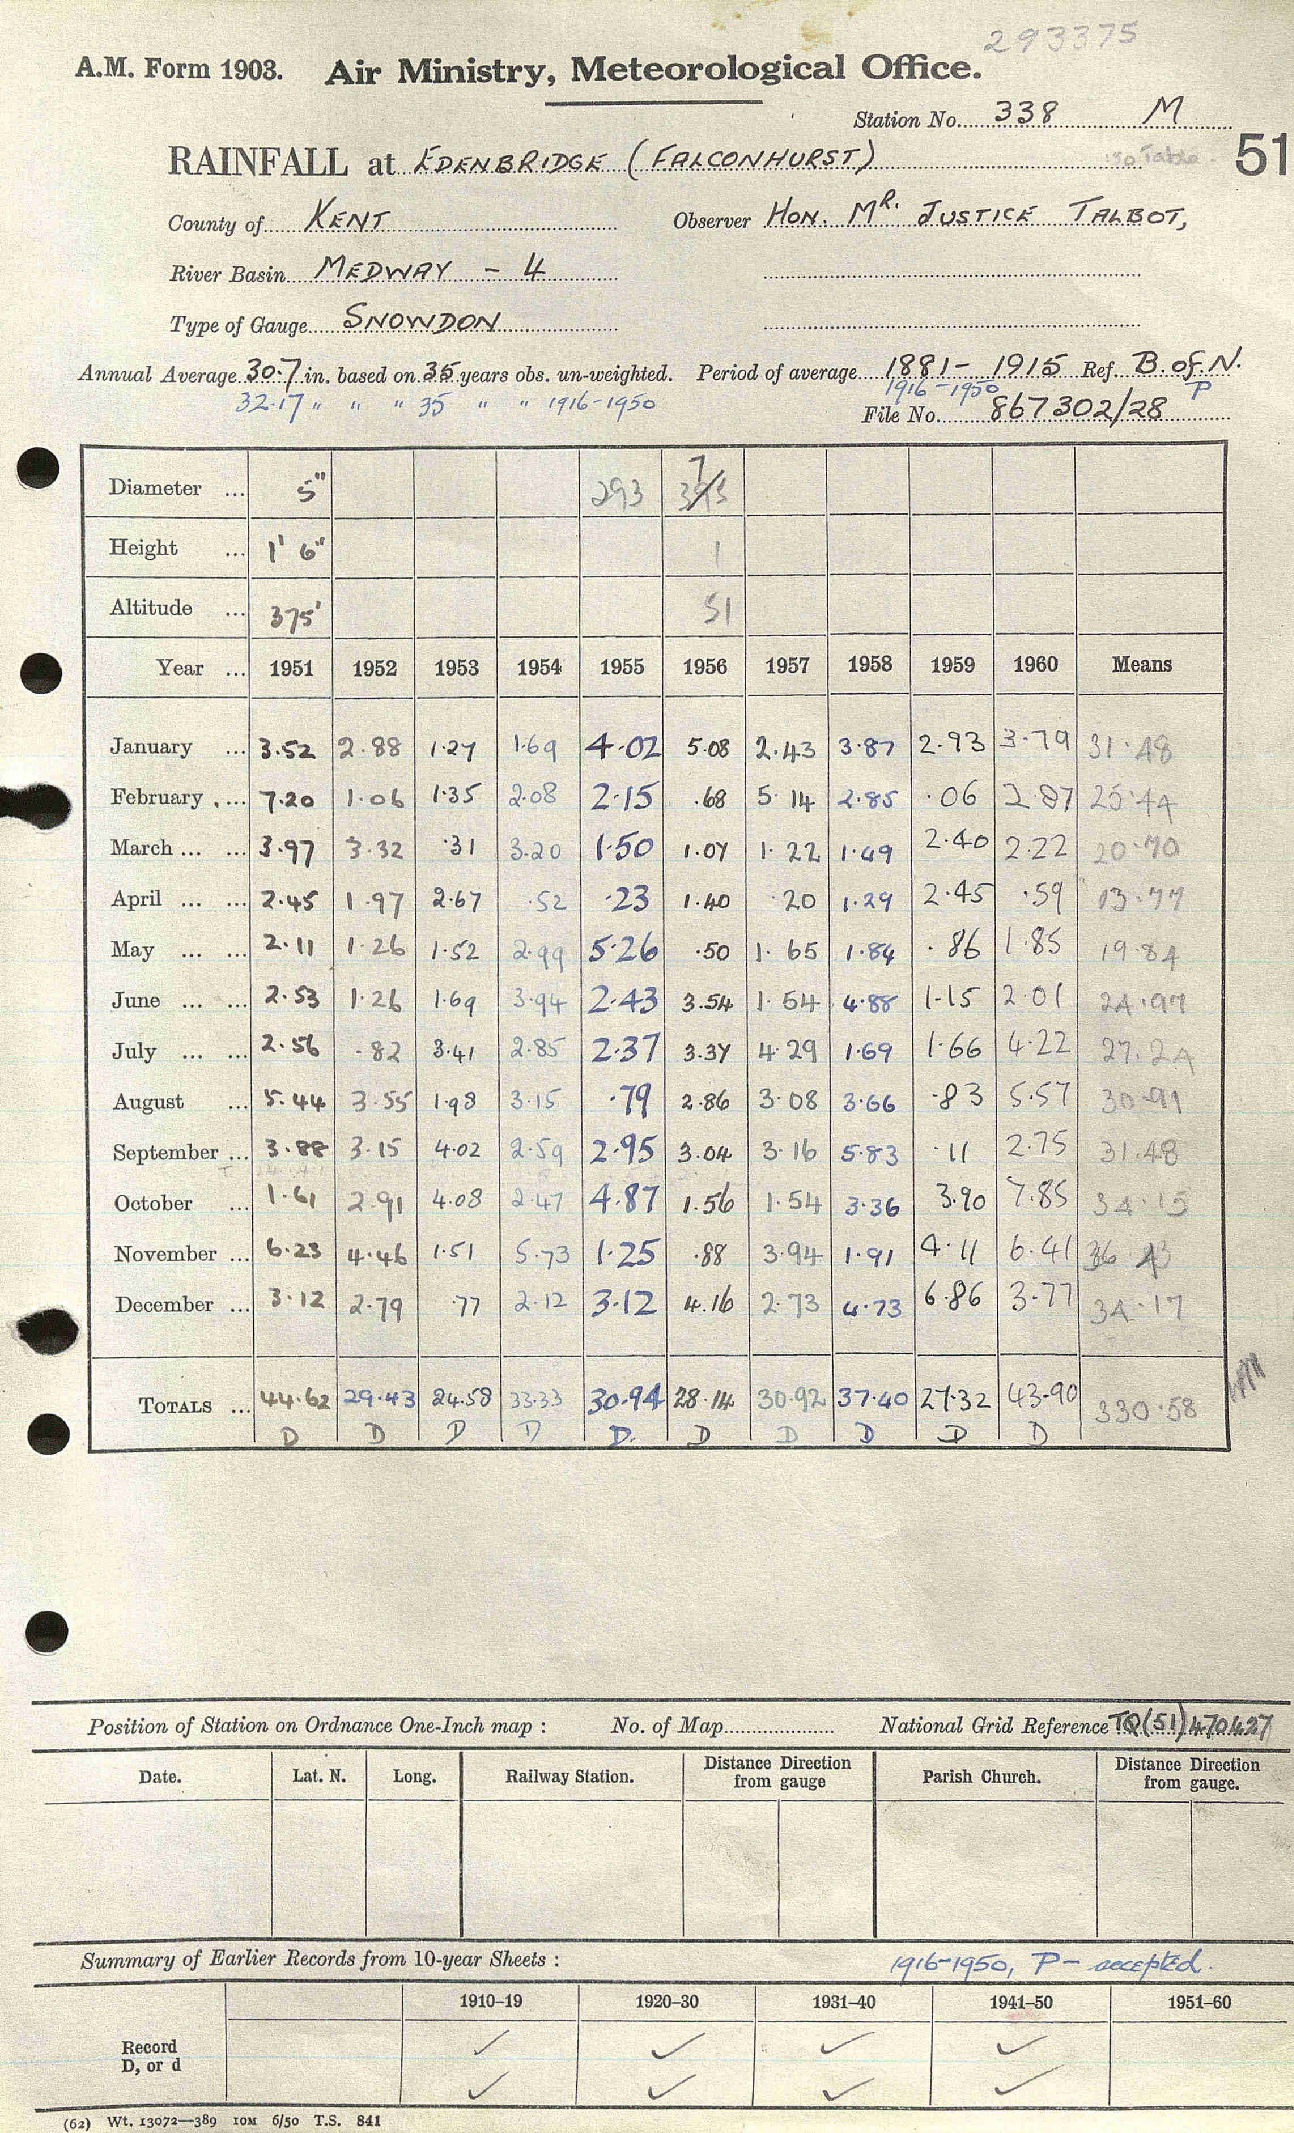 293375
A.M. Form 1903. Air Ministry, Meteorological Office.
Station No. 338 M
RAINFALL at EDENBRIDGE (FALCONHURST) 51
County of KENT Observer HON. MR. JUSTICE TALBOT,
River Basin MEDWAY - 4
Type of Gauge SNOWDON
Annual Average 30.7 in. based on 35 years obs. un-weighted. Period of average 1881 - 1915 Ref. B. of N.
32.17 " " " 35 " " 1916-1950 1916-1950 P
File No. 867302/28
Diameter ... 5" 293 7
Height ... 1' 6" 1
Altitude ... 375' 51
Year ... 1951 1952 1953 1954 1955 1956 1957 1958 1959 1960 Means
January ... 3.52 2.88 1.27 1.69 4.02 5.08 2.43 3.87 2.93 3.79 31.48
February ... 7.20 1.06 1.35 2.08 2.15 .68 5.14 2.85 .06 2.87 25.44
March ... ... 3.97 3.32 .31 3.20 1.50 1.07 1.22 1.49 2.40 2.22 20.70
April ... ... 2.45 1.97 2.67 .52 .23 1.40 .20 1.29 2.45 .59 13.77
May ... ... 2.11 1.26 1.52 2.99 5.26 .50 1.65 1.84 .86 1.85 19.84
June ... ... 2.53 1.26 1.69 3.94 2.43 3.54 1.54 4.88 1.15 2.01 24.97
July ... ... 2.56 .82 3.41 2.85 2.37 3.37 4.29 1.69 1.66 4.22 27.24
August ... 5.44 3.55 1.98 3.15 .79 2.86 3.08 3.66 .83 5.57 30.91
September ... 3.88 3.15 4.02 2.59 2.95 3.04 3.16 5.83 .11 2.75 31.48
October ... 1.61 2.91 4.08 2.47 4.87 1.56 1.54 3.36 3.90 7.85 34.15
November ... 6.23 4.46 1.51 5.73 1.25 .88 3.94 1.91 4.11 6.41 36.43
December ... 3.12 2.79 .77 2.12 3.12 4.16 2.73 4.73 6.86 3.77 34.17
TOTALS ... 44.62 29.43 24.58 33.33 30.94 28.14 30.92 37.40 27.32 43.90 330.58
D D D D D. D D D D D
Position of Station on Ordnance One-Inch map : No. of Map National Grid Reference TQ(51)470427
Date. Lat. N. Long. Railway Station. Distance Direction from gauge Parish Church. Distance Direction from gauge.
Summary of Earlier Records from 10-year Sheets : 1916-1950, P - accepted.
1910-19 1920-30 1931-40 1941-50 1951-60
Record ✓ ✓ ✓ ✓
D, or d ✓ ✓ ✓ ✓
(62) Wt. 13072—389 10M 6/50 T.S. 841